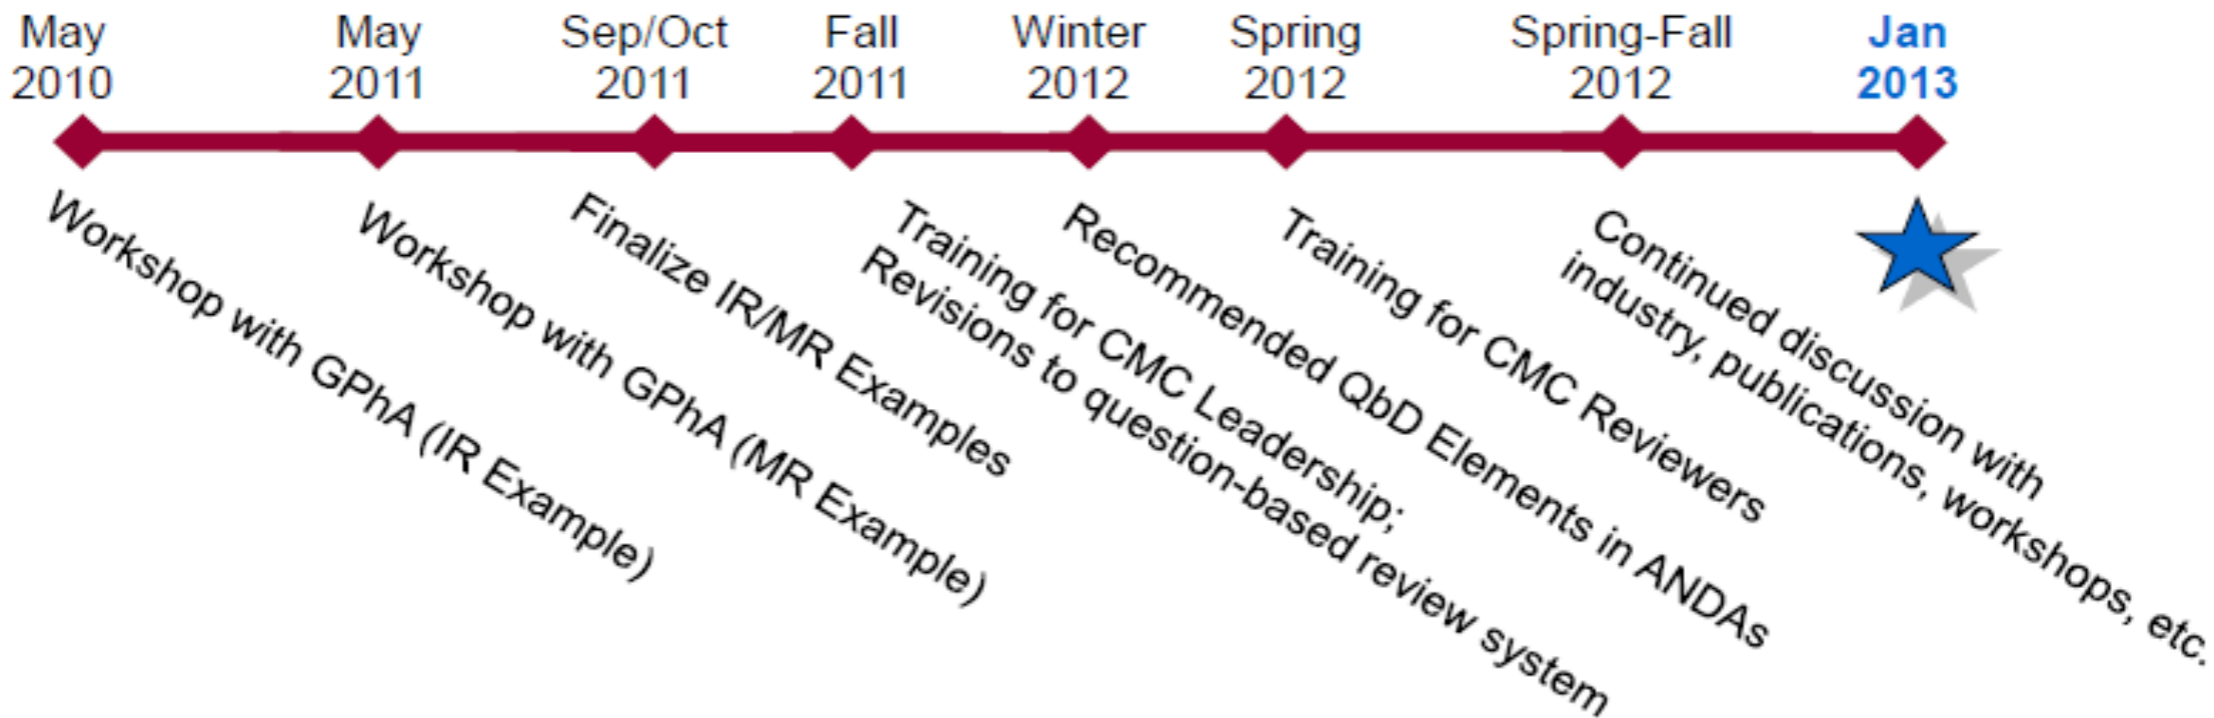 May
2010
May
2011
Sep/Oct
2011
Fall
2011
Winter
2012
Spring
2012
Spring-Fall
2012
Jan
2013
Workshop with GPhA (IR Example)
Workshop with GPhA (MR Example)
Finalize IR/MR Examples
Training for CMC Leadership;
Revisions to question-based review system
Recommended QbD Elements in ANDAs
Training for CMC Reviewers
Continued discussion with
industry, publications, workshops, etc.